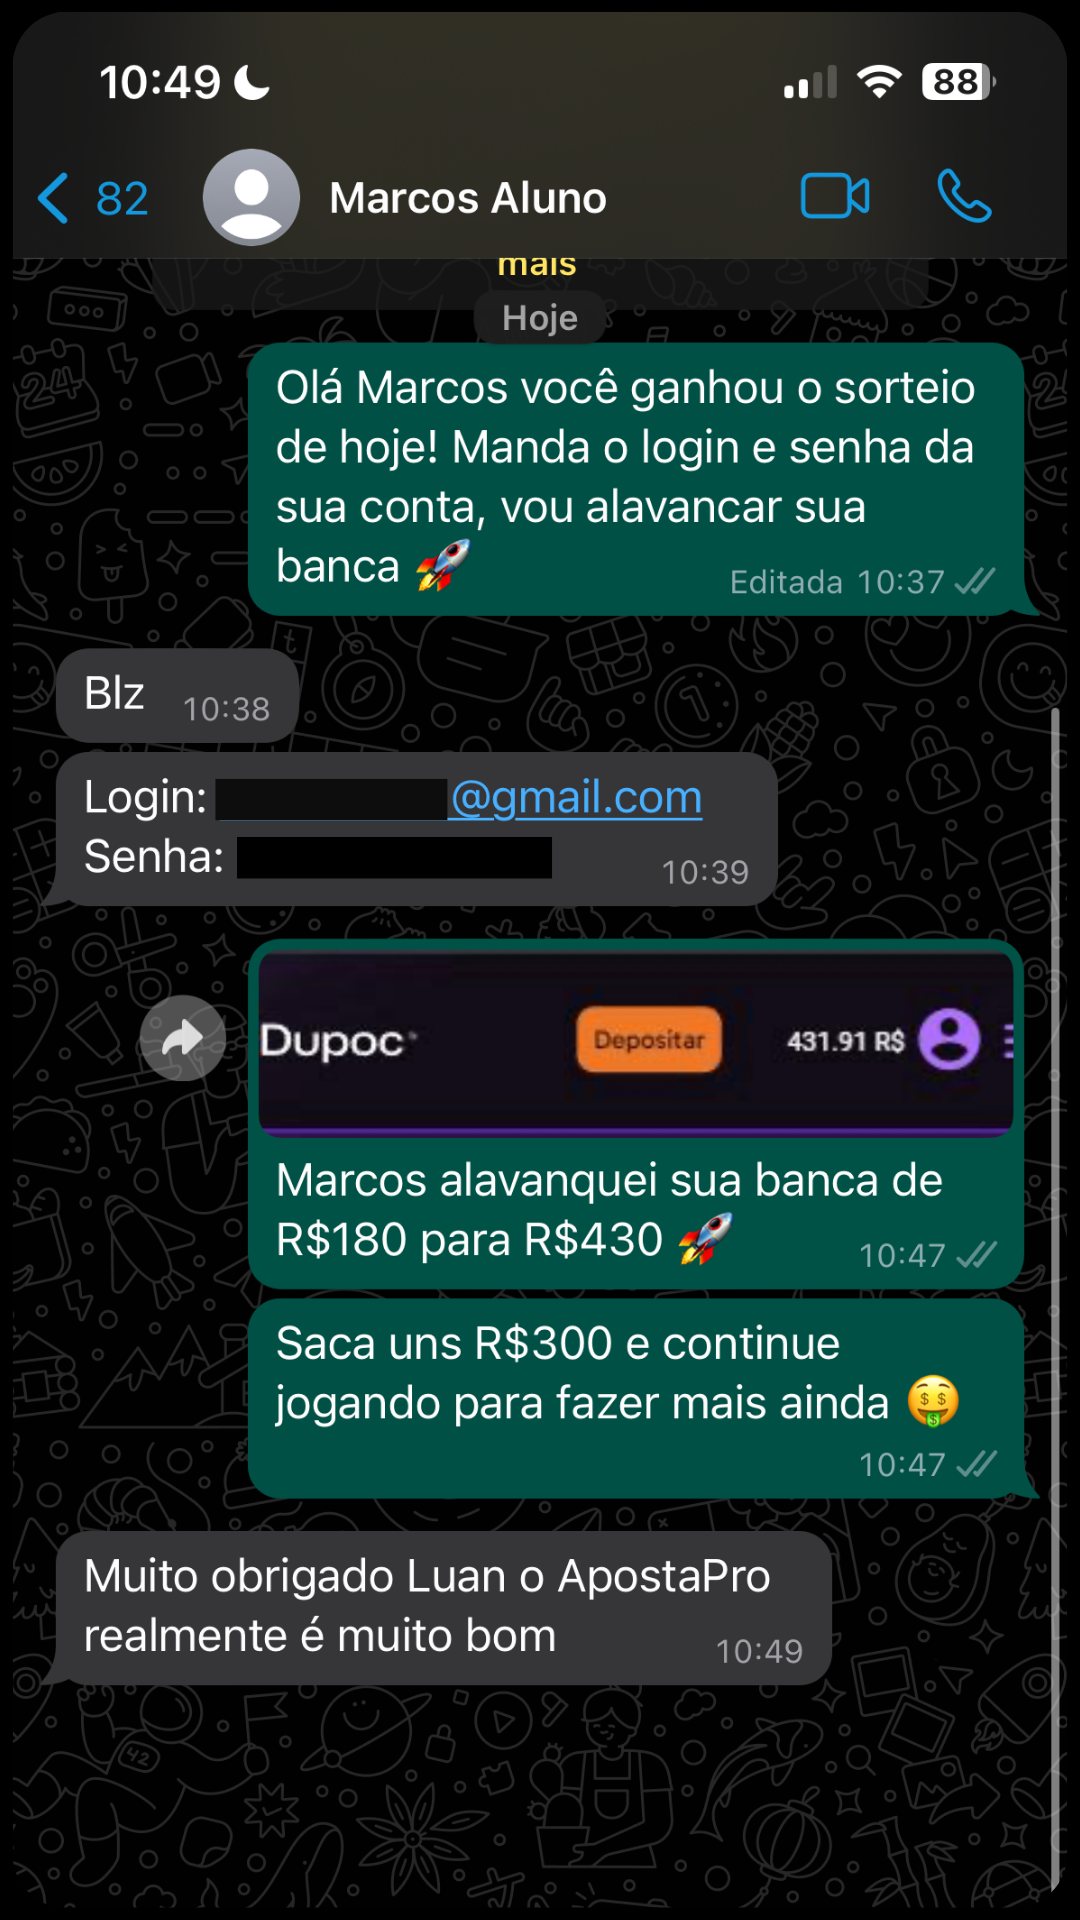 10:49
88
82
Marcos Aluno
mais
Hoje
Olá Marcos você ganhou o sorteio
de hoje! Manda o login e senha da
sua conta, vou alavancar sua
banca 🚀
Editada 10:37
Blz
10:38
Login: @gmail.com
Senha:
10:39
Dupoc
Depositar
431.91 R$
Marcos alavanquei sua banca de
R$180 para R$430 🚀
10:47
Saca uns R$300 e continue
jogando para fazer mais ainda 🤑
10:47
Muito obrigado Luan o ApostaPro
realmente é muito bom
10:49